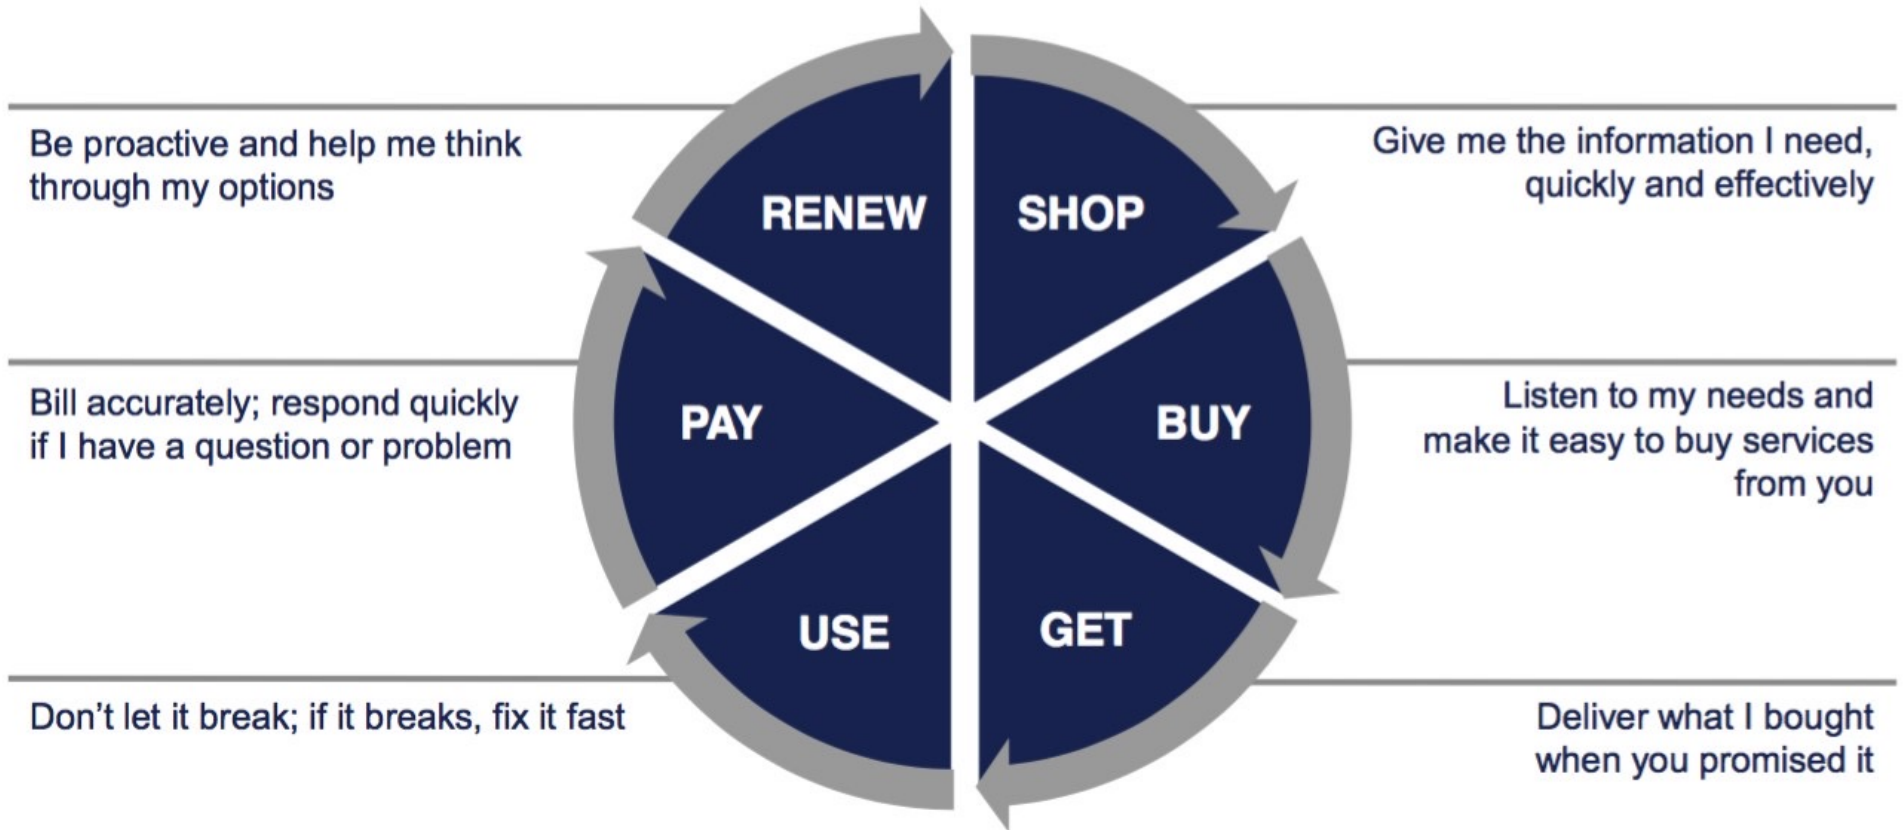 Be proactive and help me think
through my options
RENEW
SHOP
Give me the information I need,
quickly and effectively
Bill accurately; respond quickly
if I have a question or problem
PAY
BUY
Listen to my needs and
make it easy to buy services
from you
Don’t let it break; if it breaks, fix it fast
USE
GET
Deliver what I bought
when you promised it